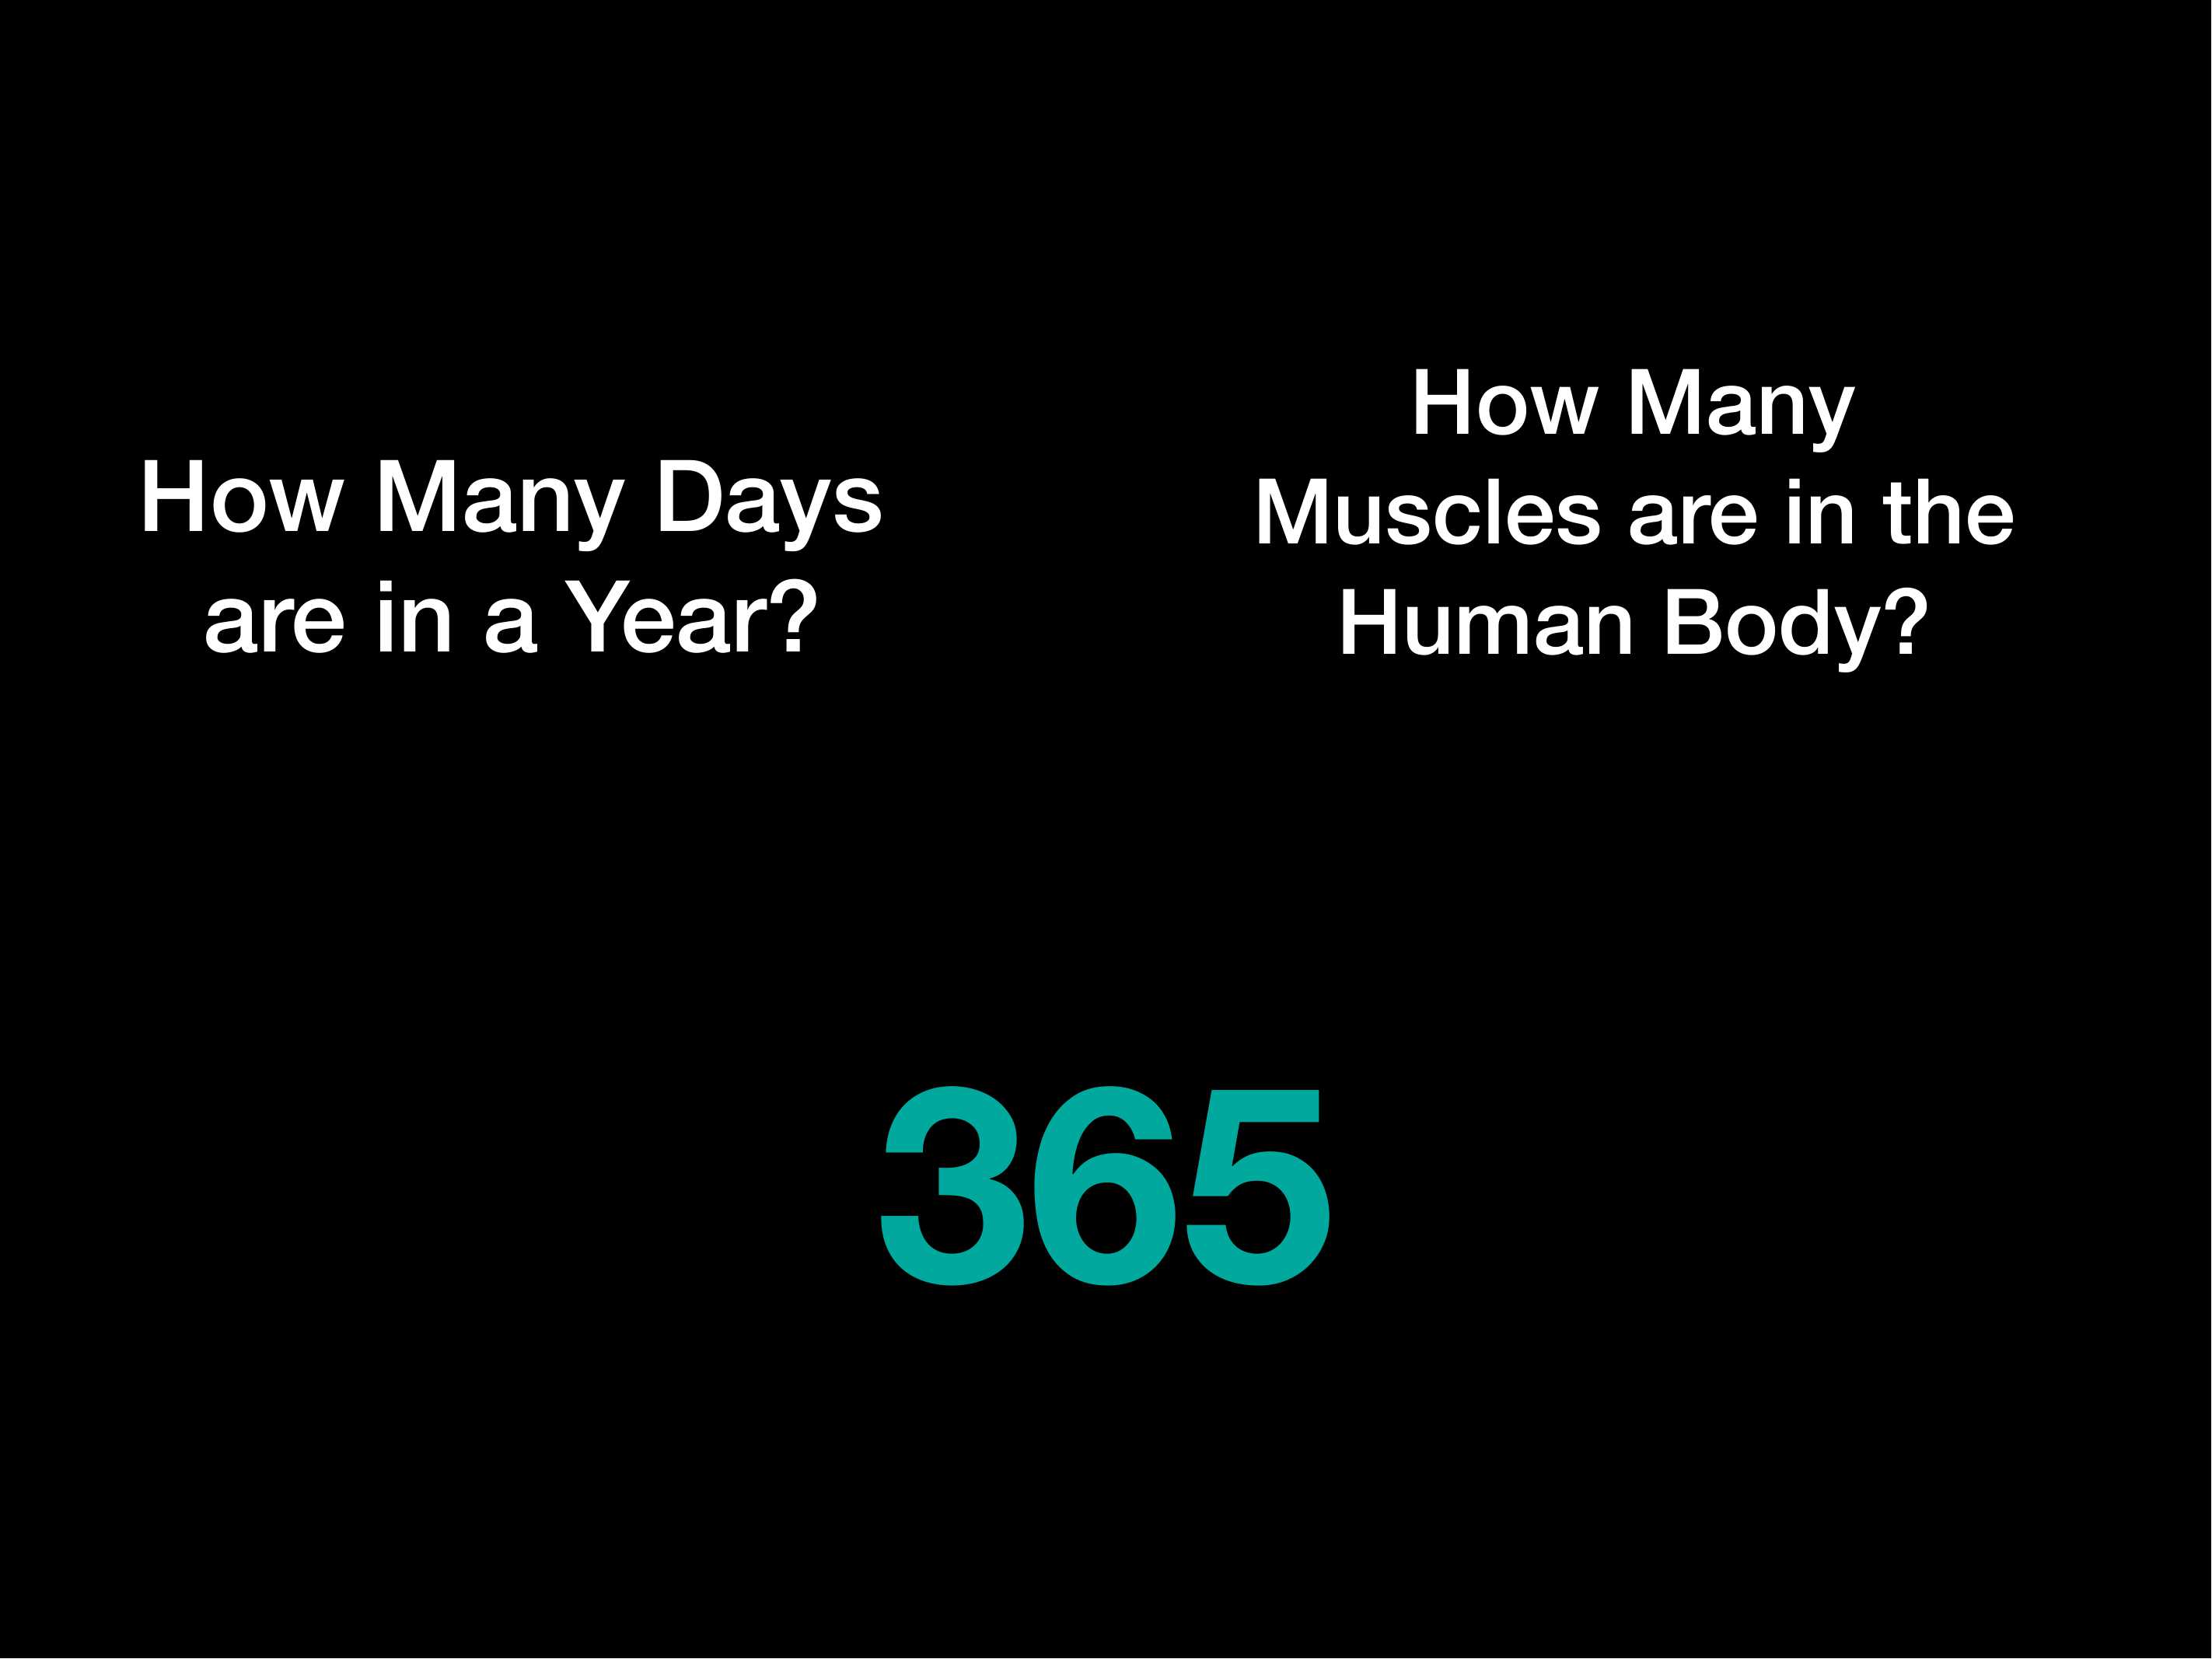 How Many Days
are in a Year?
How Many
Muscles are in the
Human Body?
365